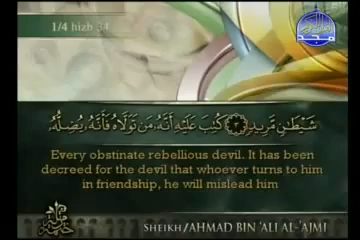 1/4 hizb 34
شَيْطَٰنٍ مَّرِيدٍ ۝٣ كُتِبَ عَلَيْهِ أَنَّهُۥ مَن تَوَلَّاهُ فَأَنَّهُۥ يُضِلُّهُۥ
Every obstinate rebellious devil. It has been
decreed for the devil that whoever turns to him
in friendship, he will mislead him
SHEIKH/AHMAD BIN 'ALI AL-'AJMI